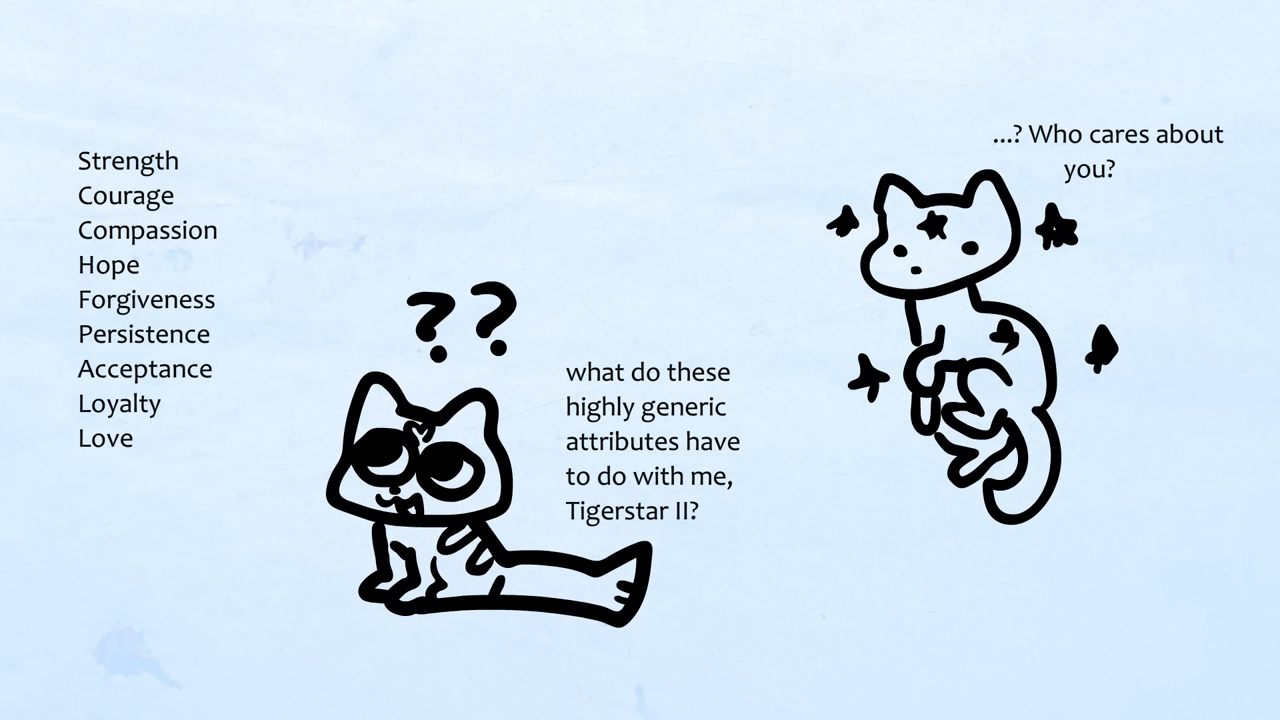 Strength
Courage
Compassion
Hope
Forgiveness
Persistence
Acceptance
Loyalty
Love
??
what do these
highly generic
attributes have
to do with me,
Tigerstar II?
...? Who cares about
you?